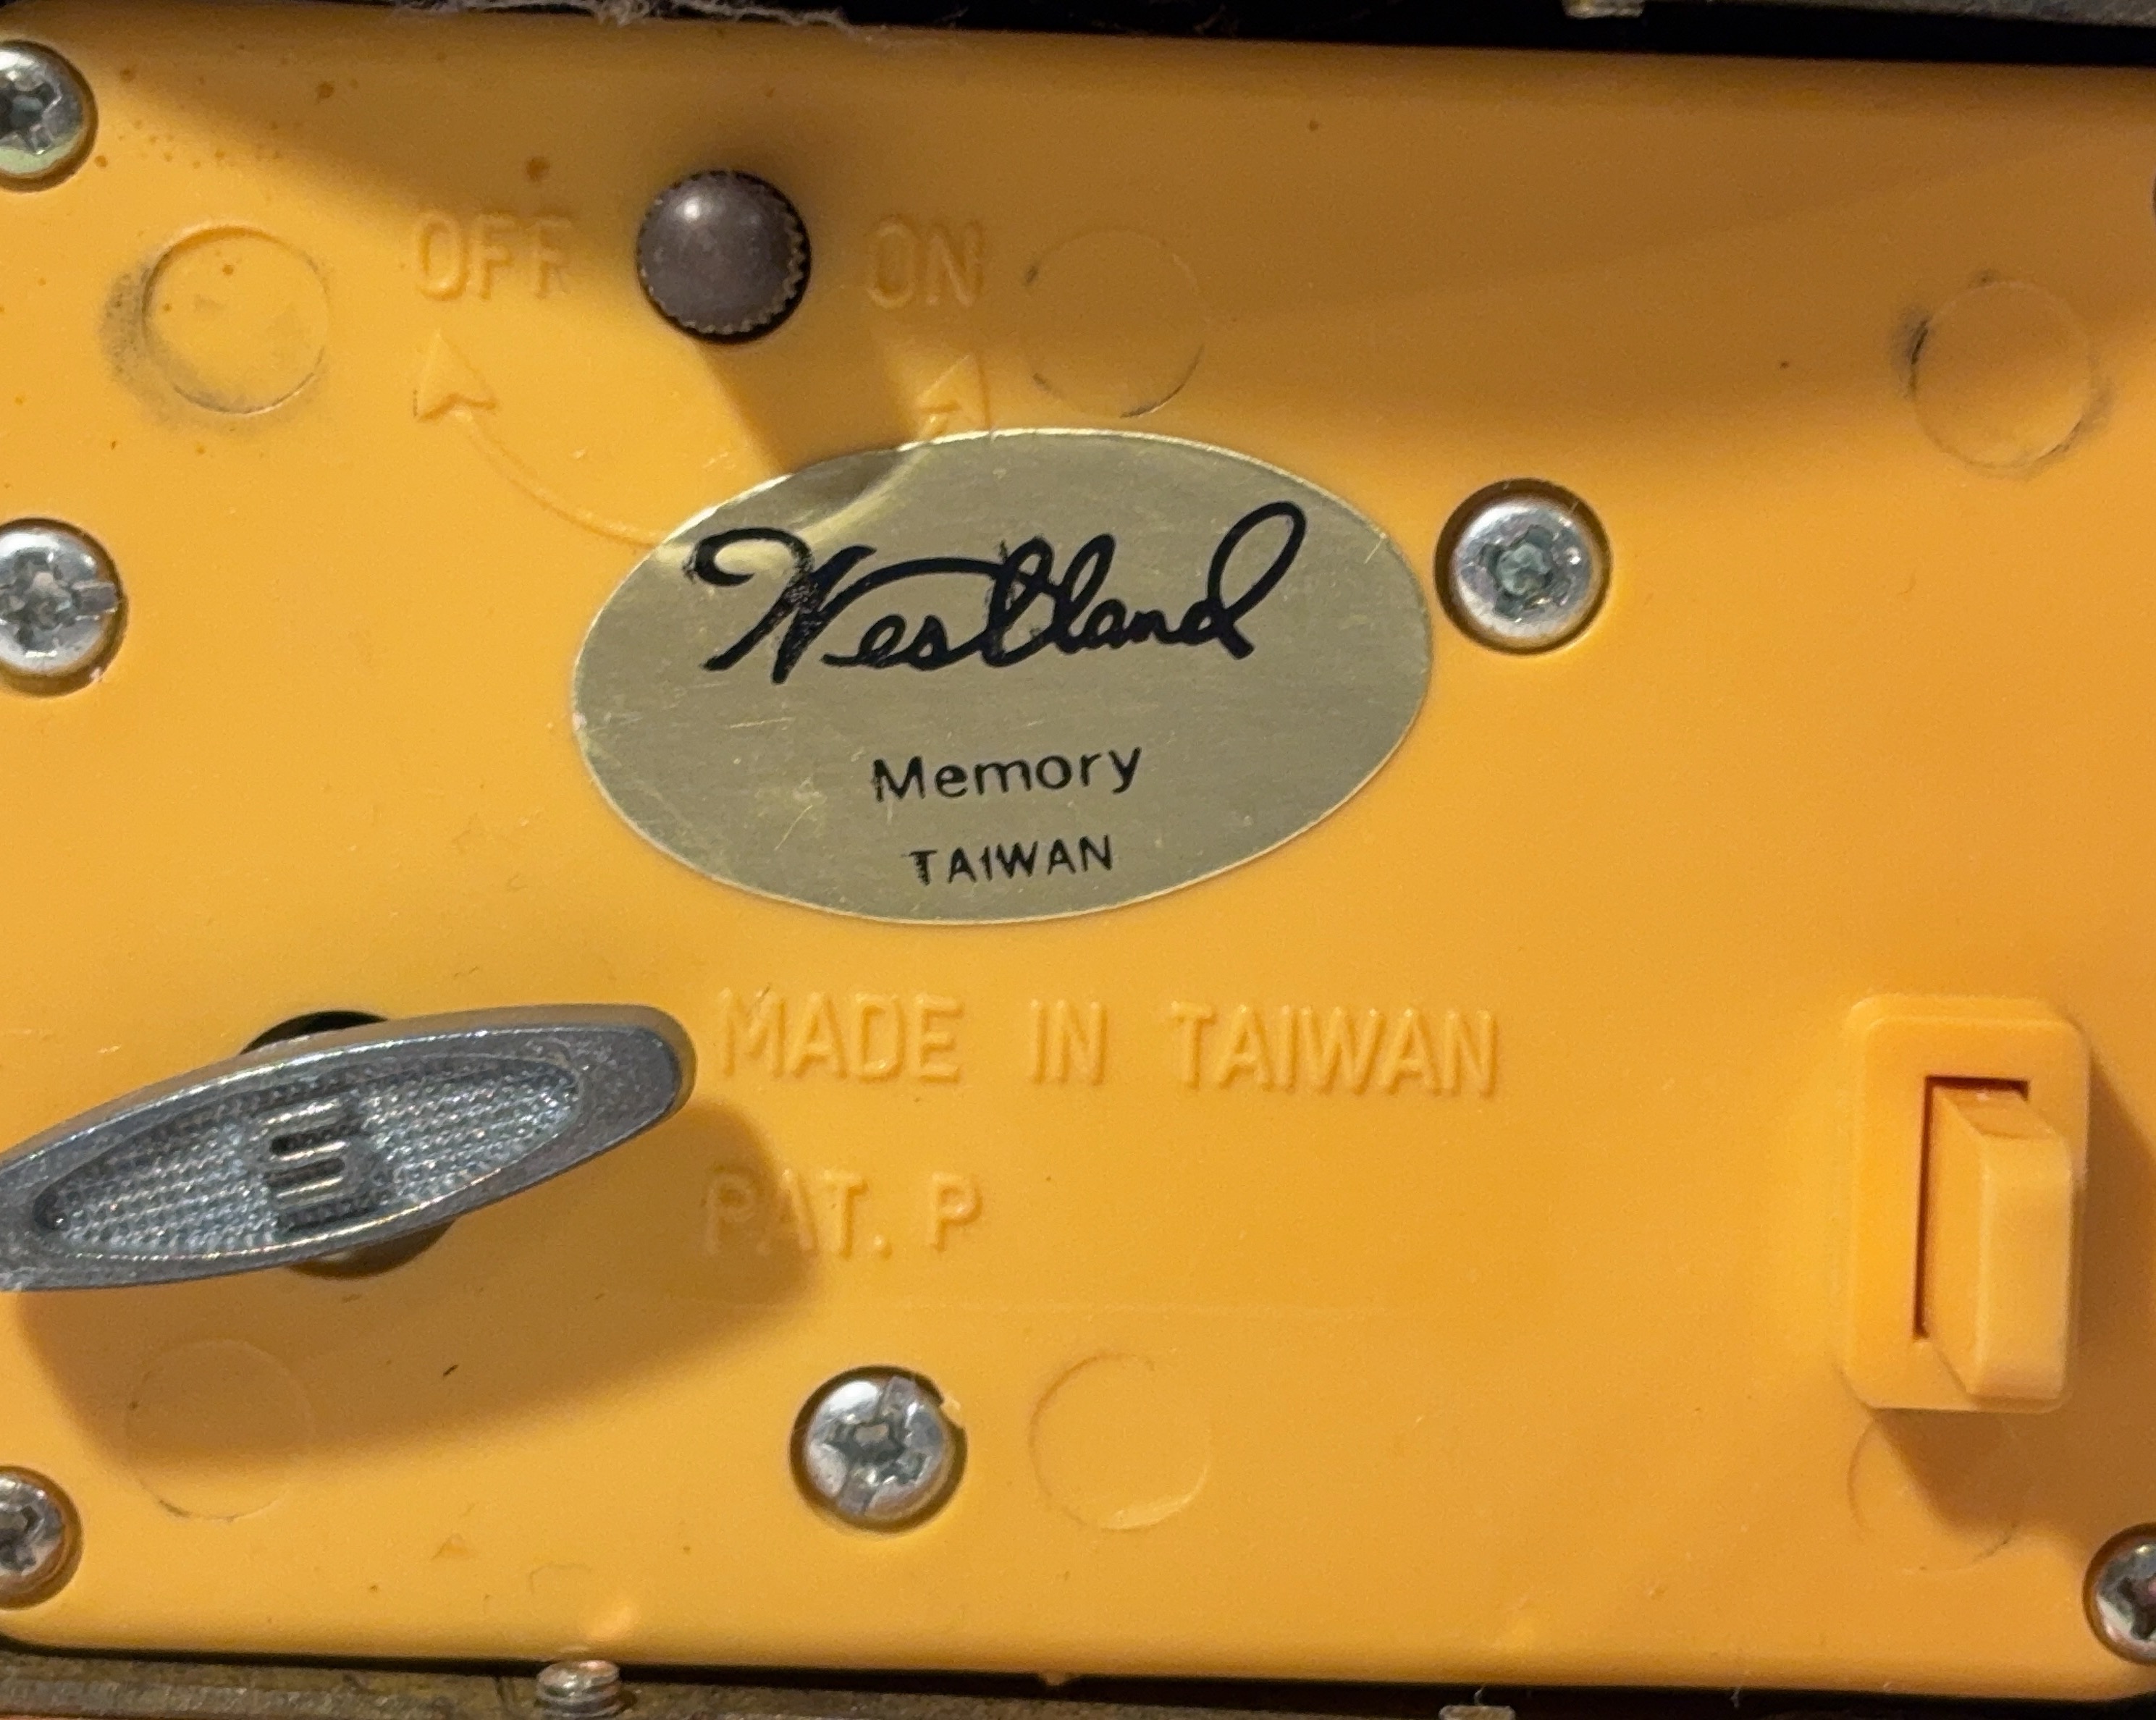 OFF ON
Westland
Memory
TAIWAN
MADE IN TAIWAN
PAT. P